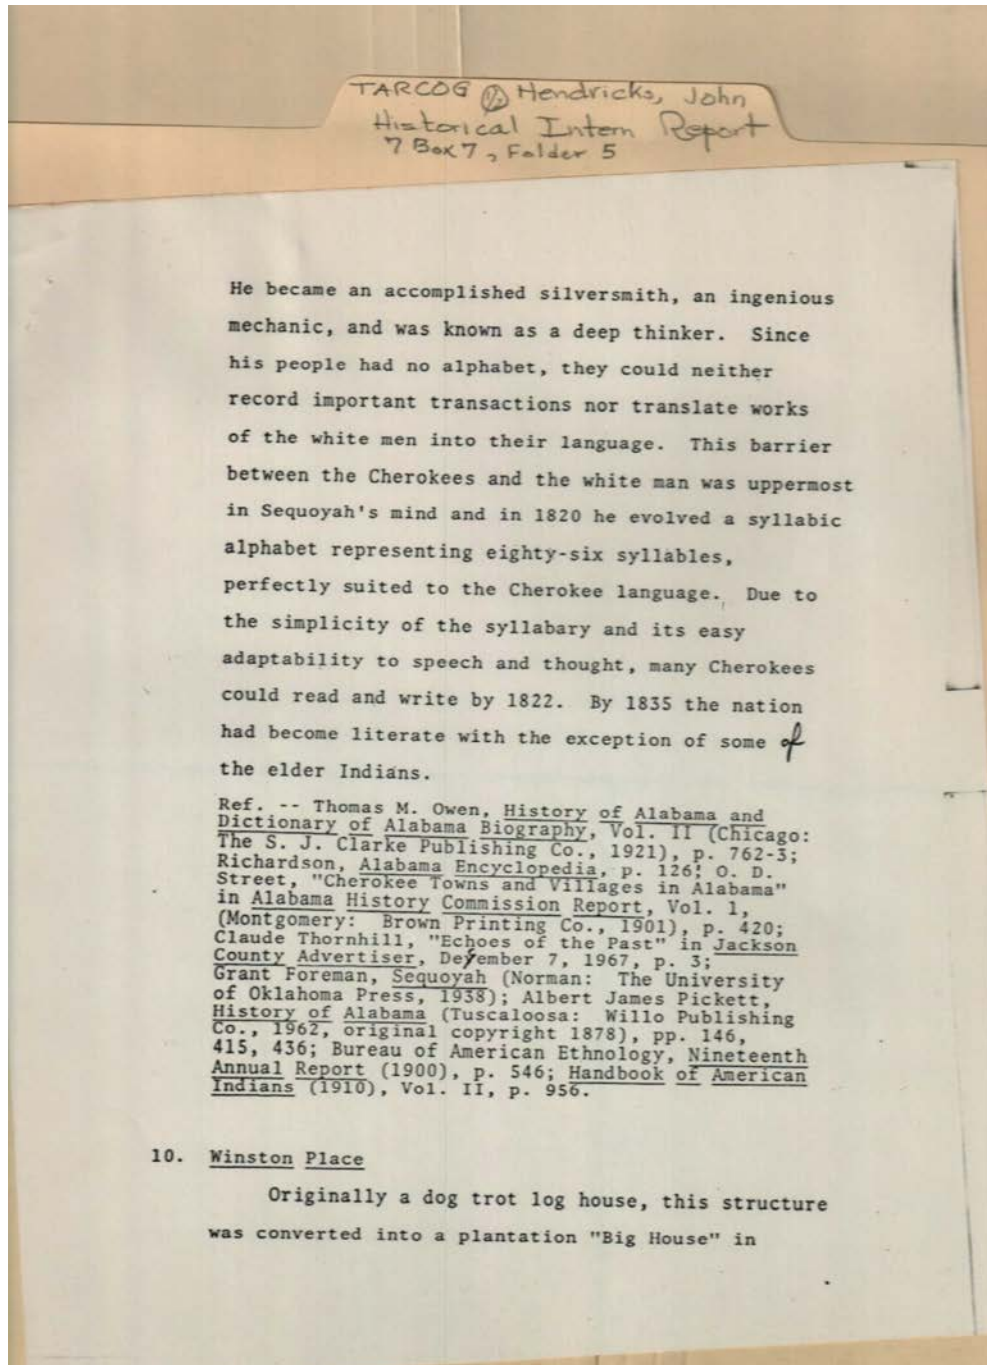 TARCOG Hendricks, John
Historical Intern Report
7 Box 7, Folder 5
He became an accomplished silversmith, an ingenious
mechanic, and was known as a deep thinker. Since
his people had no alphabet, they could neither
record important transactions nor translate works
of the white men into their language. This barrier
between the Cherokees and the white man was uppermost
in Sequoyah's mind and in 1820 he evolved a syllabic
alphabet representing eighty-six syllables,
perfectly suited to the Cherokee language. Due to
the simplicity of the syllabary and its easy
adaptability to speech and thought, many Cherokees
could read and write by 1822. By 1835 the nation
had become literate with the exception of some of
the elder Indians.
Ref. -- Thomas M. Owen, History of Alabama and
Dictionary of Alabama Biography, Vol. II (Chicago:
The S. J. Clarke Publishing Co., 1921), p. 762-3;
Richardson, Alabama Encyclopedia, p. 126; O. D.
Street, "Cherokee Towns and Villages in Alabama"
in Alabama History Commission Report, Vol. 1,
(Montgomery: Brown Printing Co., 1901), p. 420;
Claude Thornhill, "Echoes of the Past" in Jackson
County Advertiser, December 7, 1967, p. 3;
Grant Foreman, Sequoyah (Norman: The University
of Oklahoma Press, 1938); Albert James Pickett,
History of Alabama (Tuscaloosa: Willo Publishing
Co., 1962, original copyright 1878), pp. 146,
415, 436; Bureau of American Ethnology, Nineteenth
Annual Report (1900), p. 546; Handbook of American
Indians (1910), Vol. II, p. 956.
10. Winston Place
Originally a dog trot log house, this structure
was converted into a plantation "Big House" in